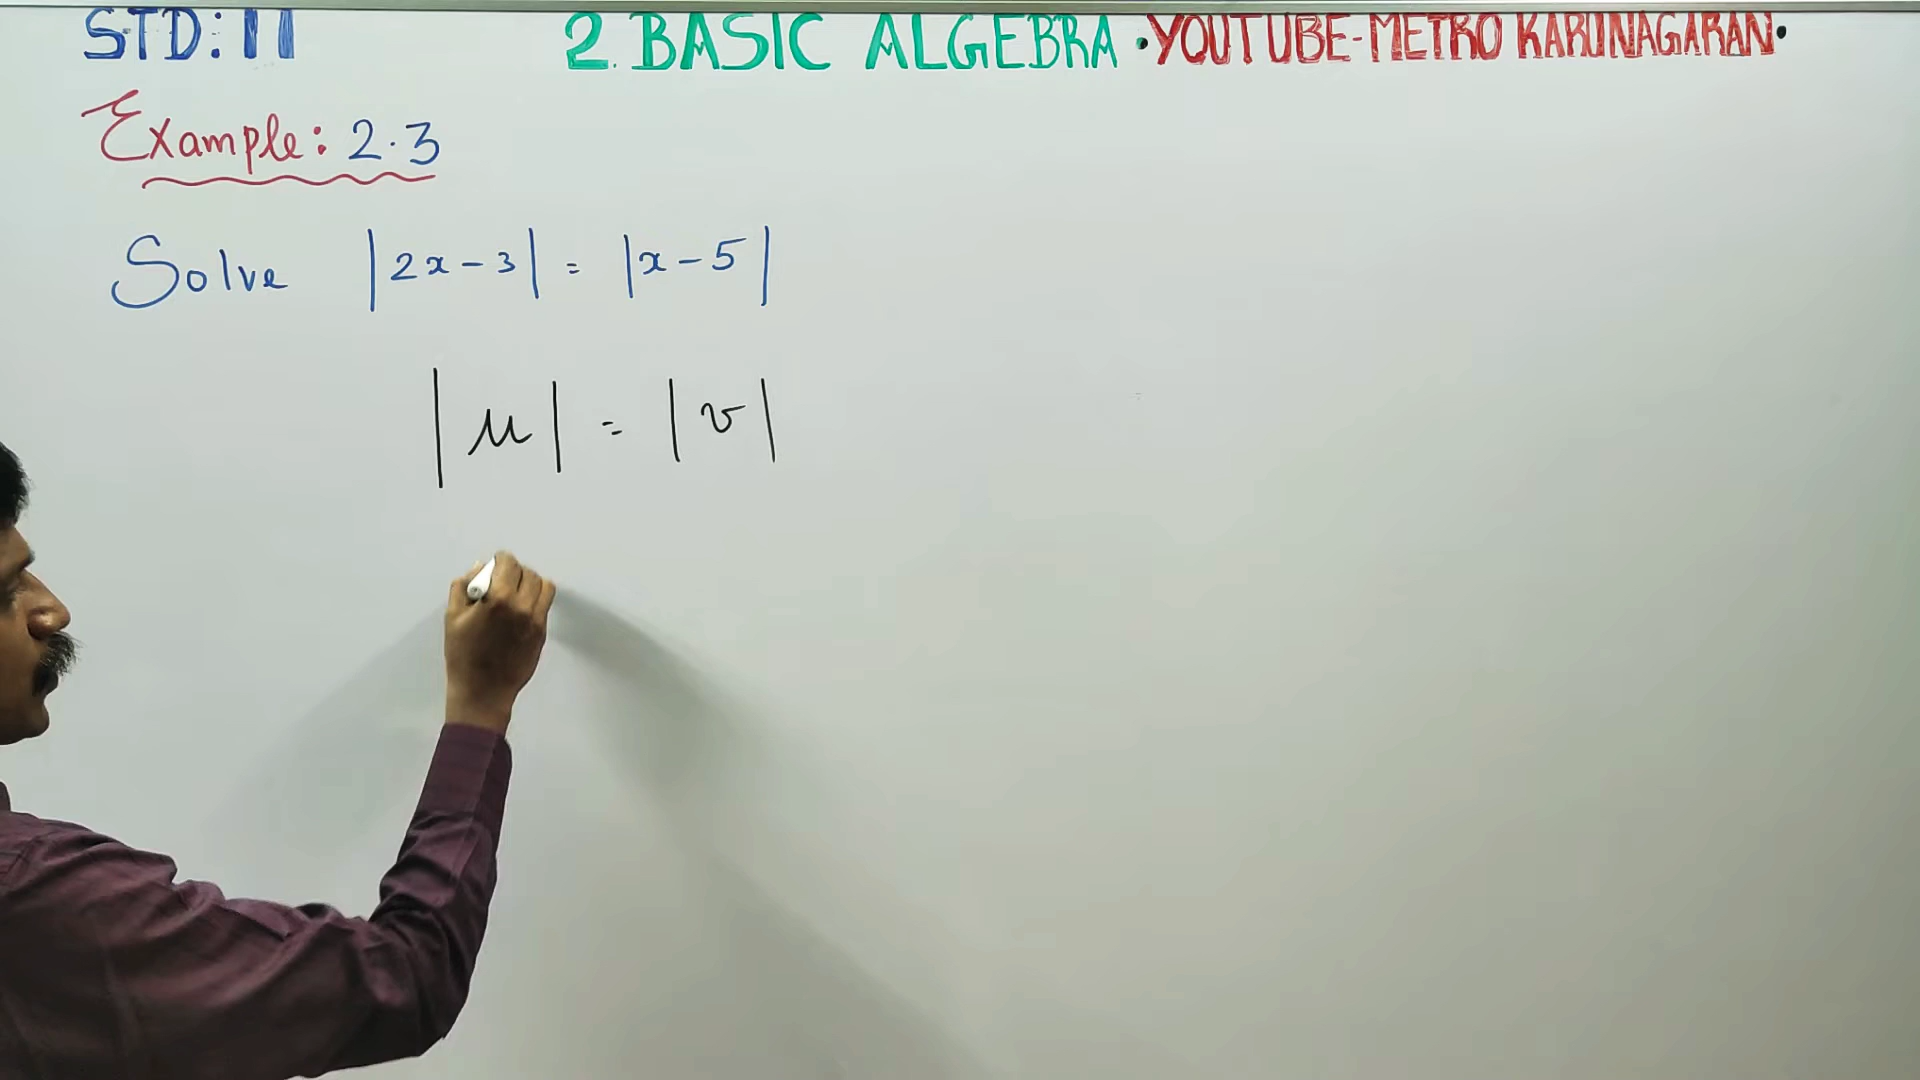 STD: 11 2. BASIC ALGEBRA · YOUTUBE-METRO KARUNAGARAN·
Example: 2.3
Solve |2x-3| = |x-5|
|u| = |v|